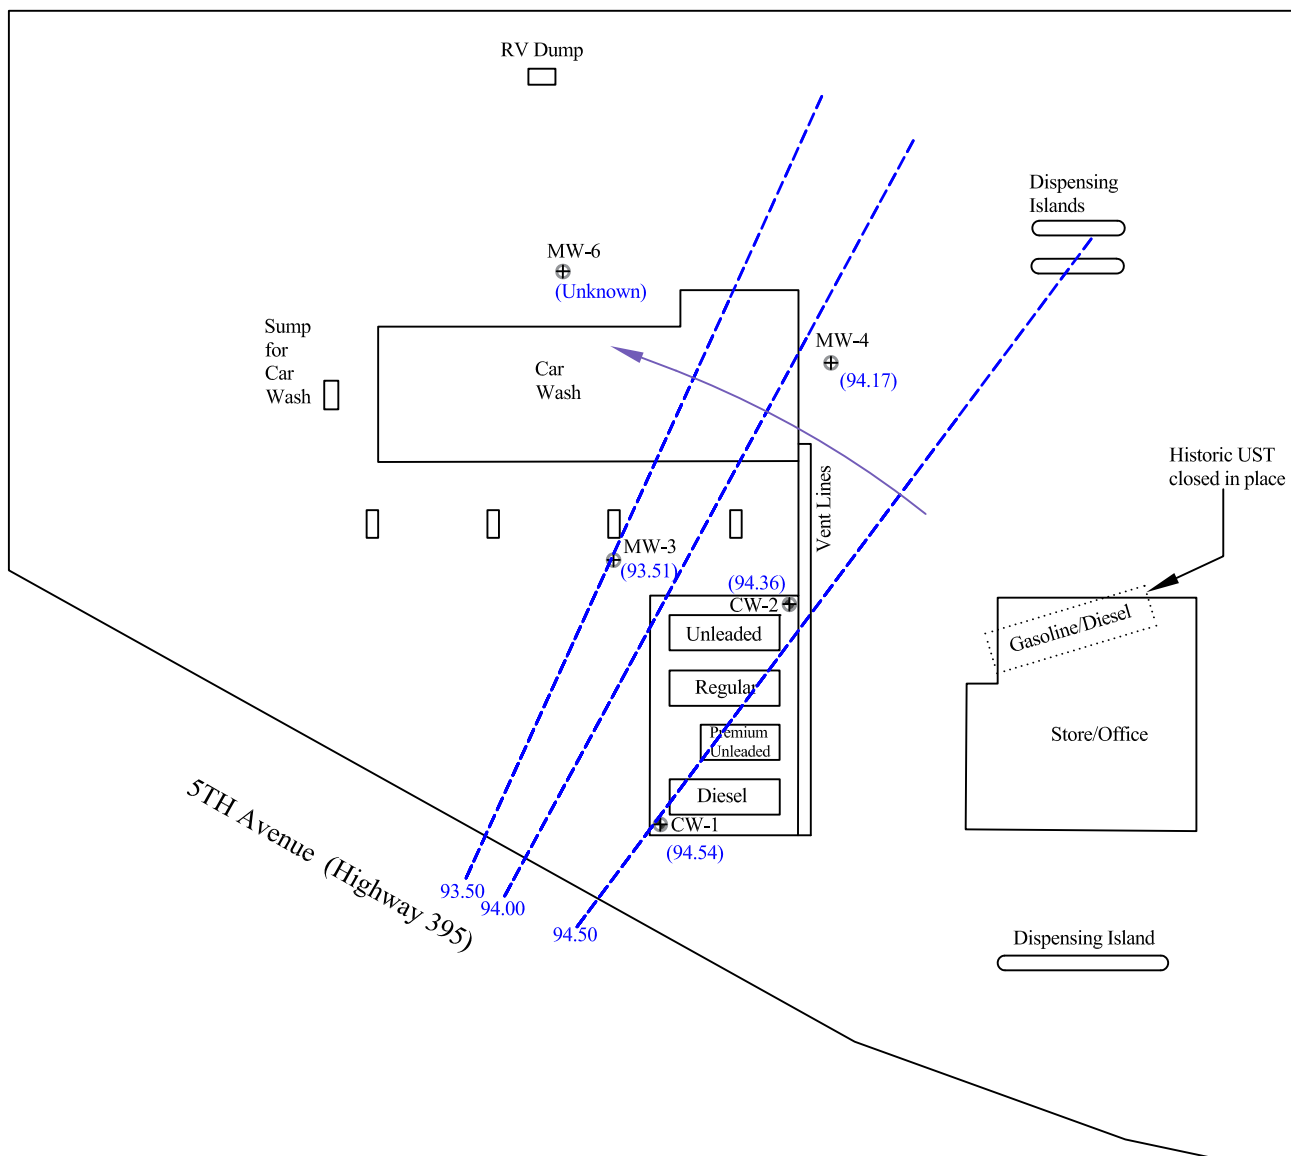 RV Dump
Dispensing
Islands
MW-6
(Unknown)
Sump
for
Car
Wash
MW-4
(94.17)
Car
Wash
Historic UST
closed in place
Vent Lines
MW-3
(93.51)
(94.36)
CW-2
Gasoline/Diesel
Unleaded
Regular
Premium
Unleaded
Store/Office
Diesel
CW-1
(94.54)
5TH Avenue (Highway 395)
93.50
94.00
94.50
Dispensing Island